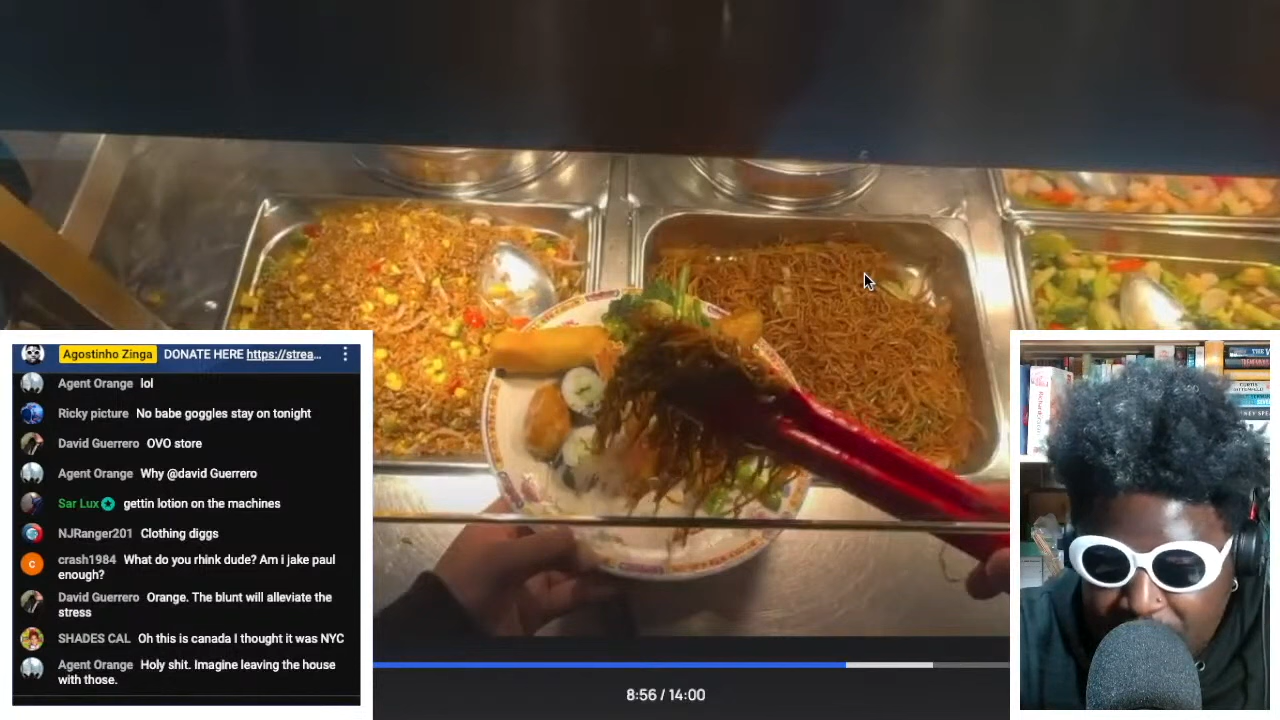 Agostinho Zinga DONATE HERE https://strea...
Agent Orange lol
Ricky picture No babe goggles stay on tonight
David Guerrero OVO store
Agent Orange Why @david Guerrero
Sar Lux gettin lotion on the machines
NJRanger201 Clothing diggs
C
crash1984 What do you rhink dude? Am i jake paul
enough?
David Guerrero Orange. The blunt will alleviate the
stress
SHADES CAL Oh this is canada I thought it was NYC
Agent Orange Holy shit. Imagine leaving the house
with those.
8:56 / 14:00